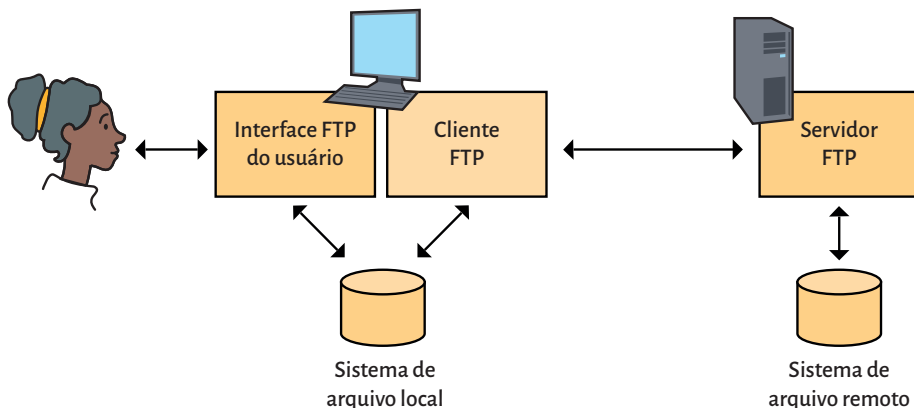 Interface FTP
do usuário
Cliente
FTP
Servidor
FTP
Sistema de
arquivo local
Sistema de
arquivo remoto